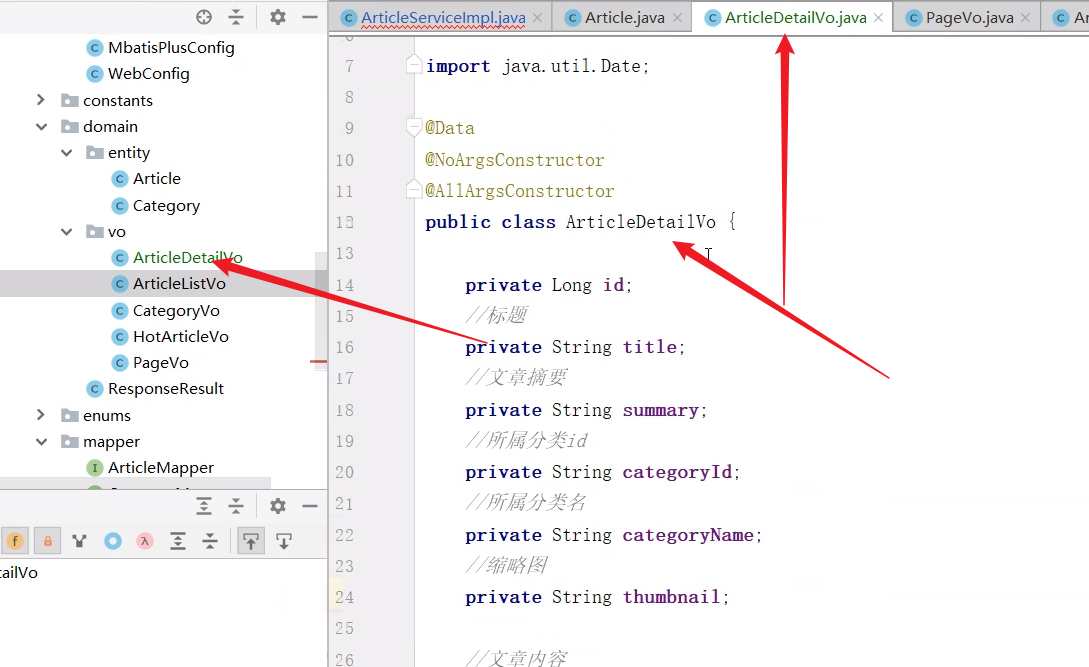 ArticleServiceImpl.java
Article.java
ArticleDetailVo.java
PageVo.java
MbatisPlusConfig
WebConfig
constants
domain
entity
Article
Category
vo
ArticleDetailVo
ArticleListVo
CategoryVo
HotArticleVo
PageVo
ResponseResult
enums
mapper
ArticleMapper
tailVo
7 import java.util.Date;
8
9 @Data
10 @NoArgsConstructor
11 @AllArgsConstructor
public class ArticleDetailVo {
13
14 private Long id;
15 //标题
16 private String title;
17 //文章摘要
18 private String summary;
19 //所属分类id
20 private String categoryId;
21 //所属分类名
22 private String categoryName;
23 //缩略图
24 private String thumbnail;
25
26 //文章内容